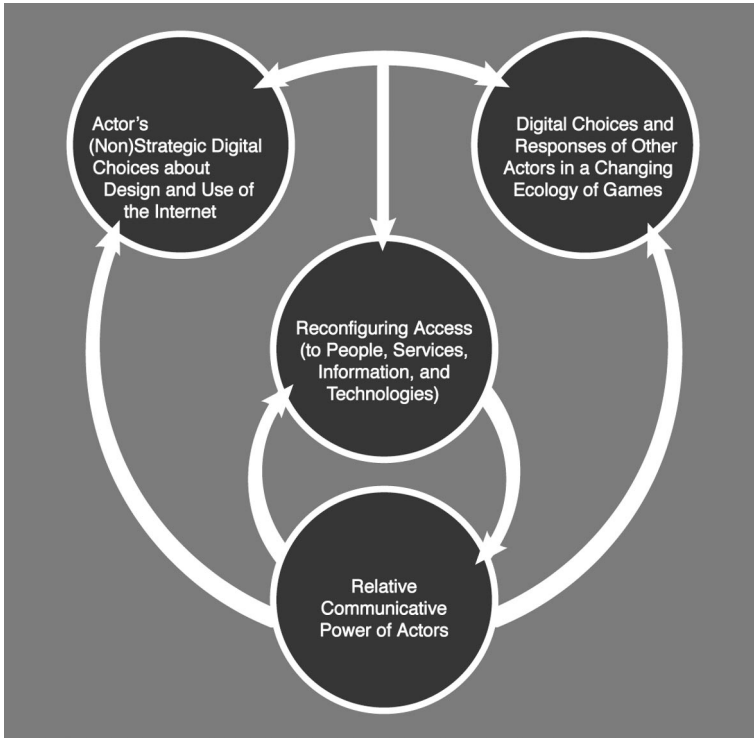 Actor’s
(Non)Strategic Digital
Choices about
Design and Use of
the Internet
Digital Choices and
Responses of Other
Actors in a Changing
Ecology of Games
Reconfiguring Access
(to People, Services,
Information, and
Technologies)
Relative
Communicative
Power of Actors